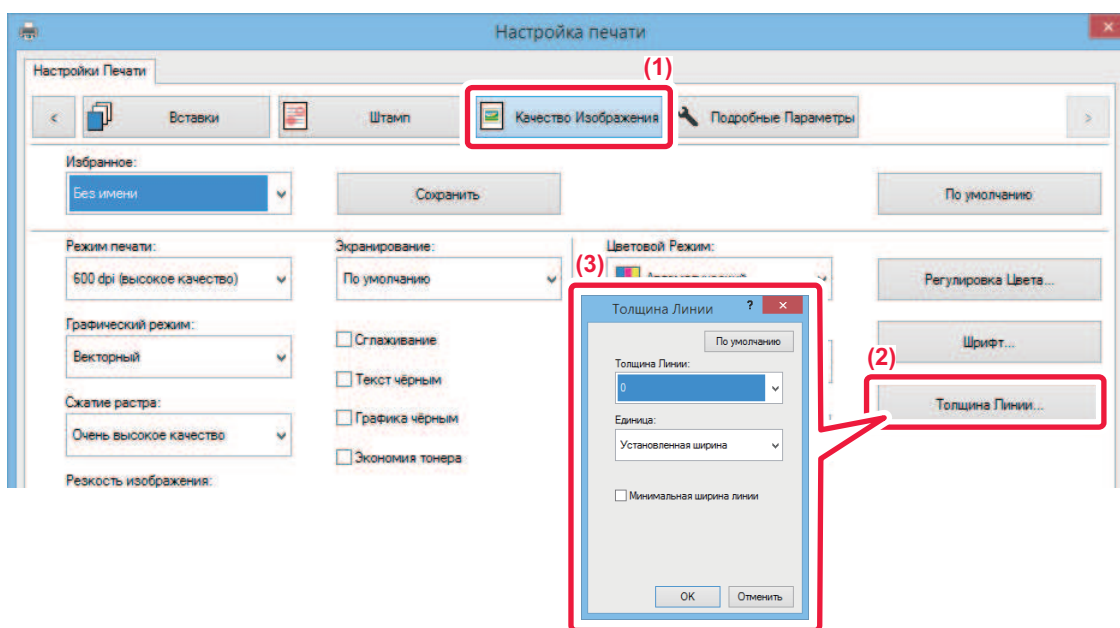 Настройка печати
Настройки Печати
(1)
< Вставки Штамп Качество Изображения Подробные Параметры >
Избранное:
Без имени Сохранить По умолчанию
Режим печати: Экранирование: Цветовой Режим:
600 dpi (высокое качество) По умолчанию Регулировка Цвета...
(3)
Графический режим:
Векторный Сглаживание Шрифт...
Текст чёрным
(2)
Сжатие растра: Толщина Линии...
Очень высокое качество Графика чёрным
Экономия тонера
Резкость изображения:
Толщина Линии ?
По умолчанию
Толщина Линии:
0
Единица:
Установленная ширина
Минимальная ширина линии
OK Отменить